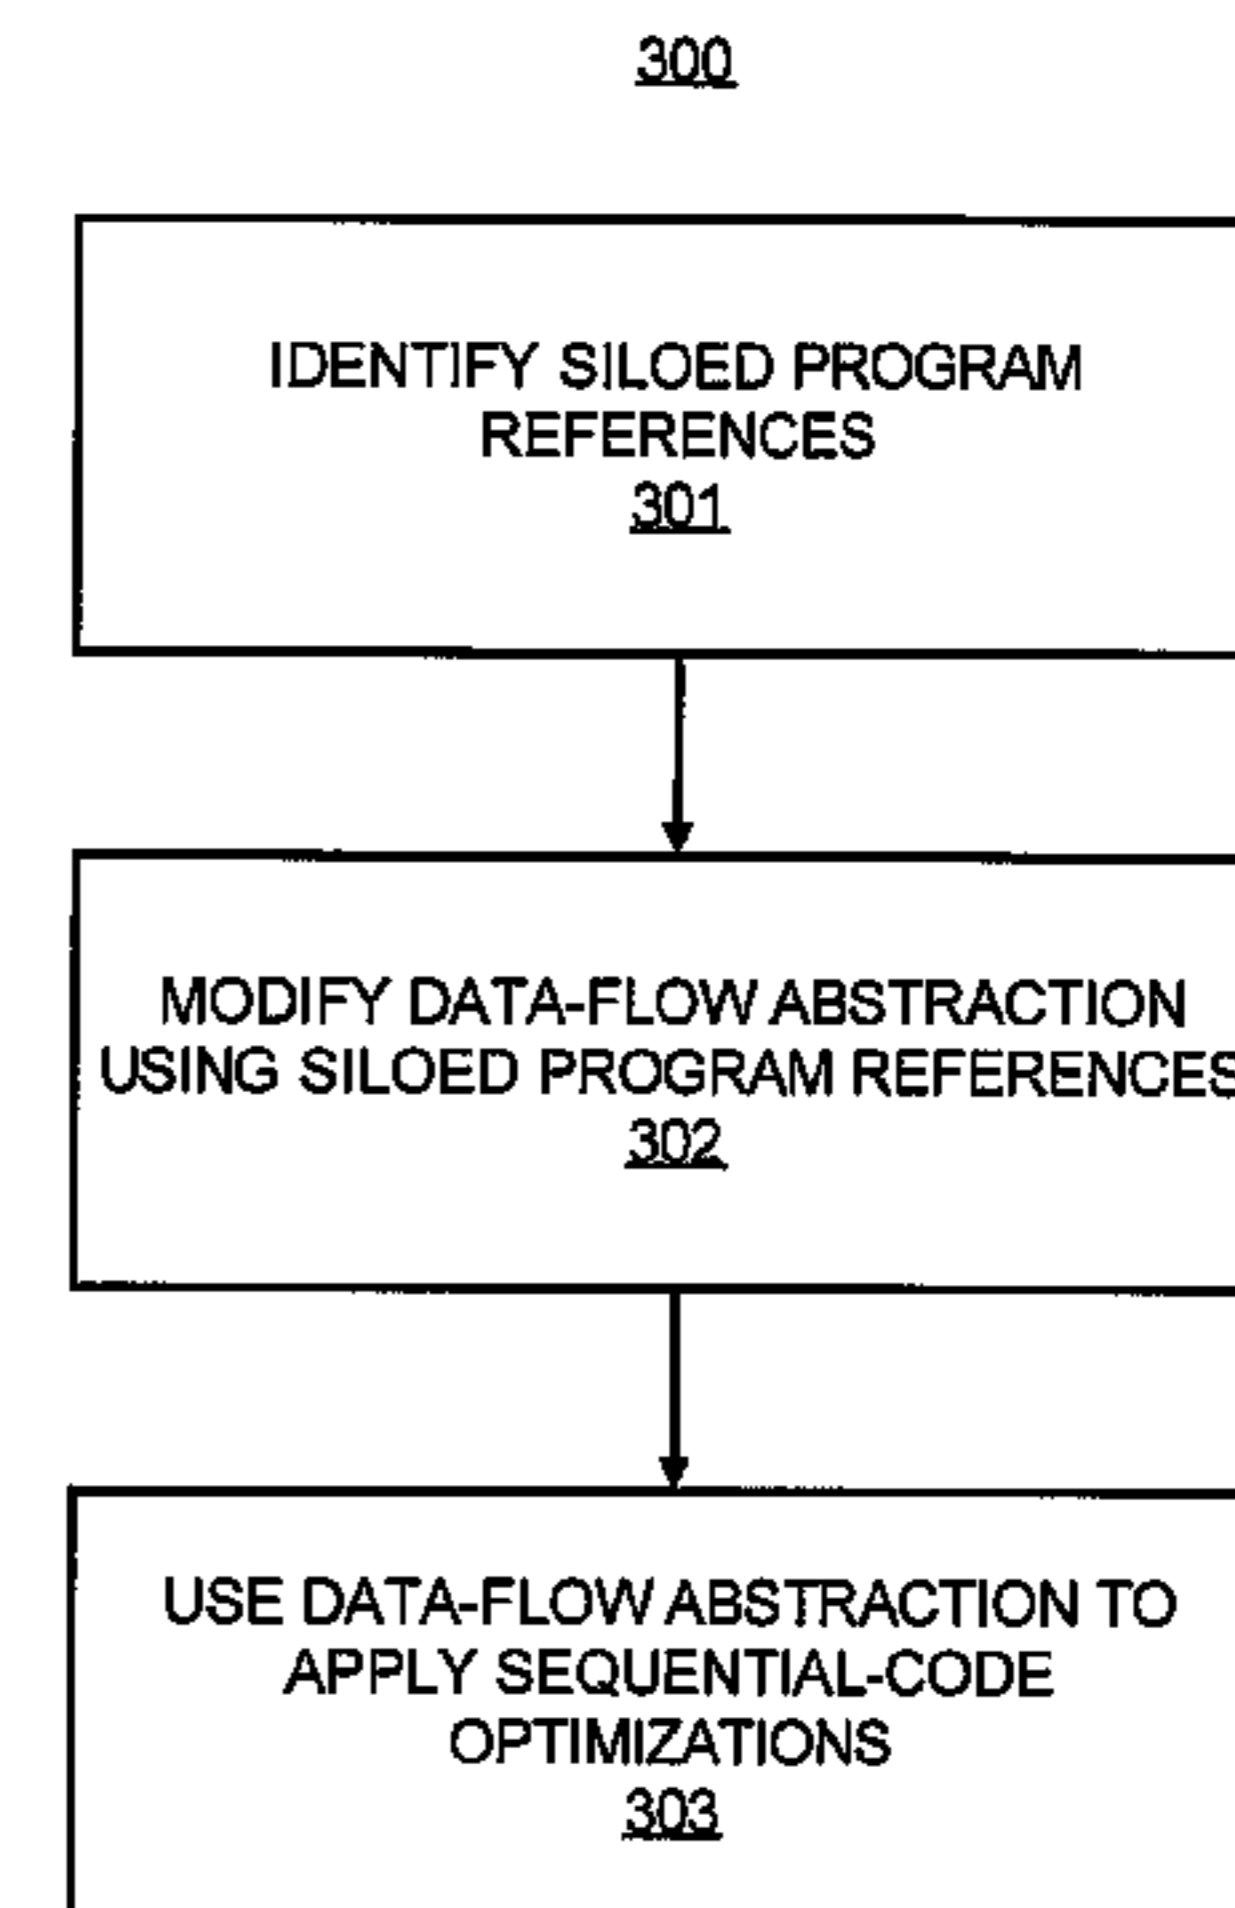 300
IDENTIFY SILOED PROGRAM
REFERENCES
301
MODIFY DATA-FLOW ABSTRACTION
USING SILOED PROGRAM REFERENCES
302
USE DATA-FLOW ABSTRACTION TO
APPLY SEQUENTIAL-CODE
OPTIMIZATIONS
303